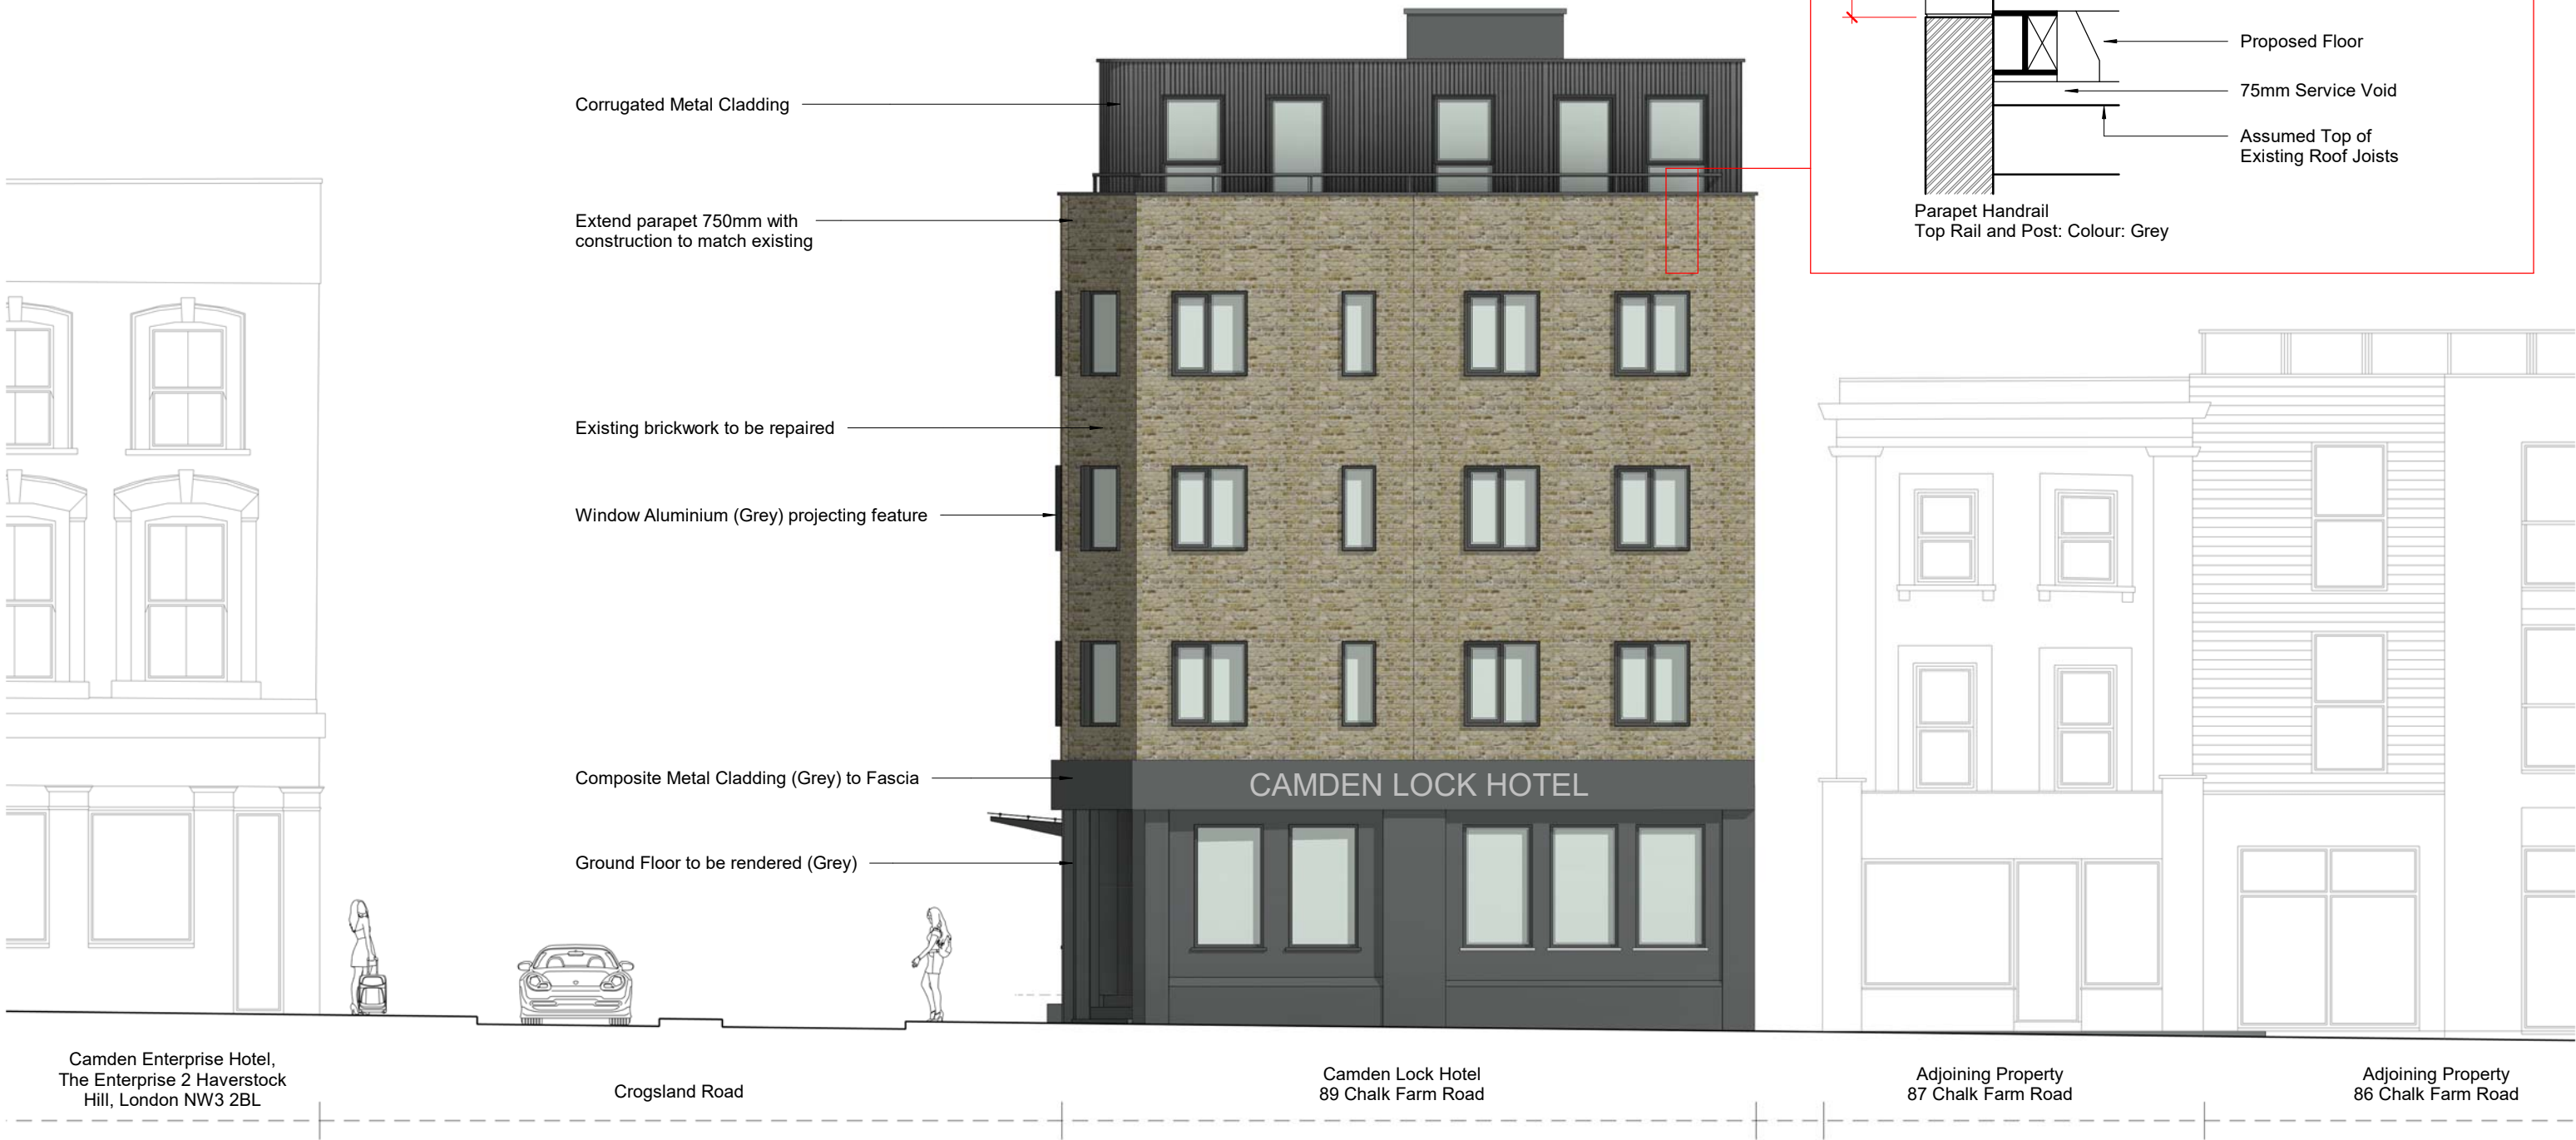 Corrugated Metal Cladding
Extend parapet 750mm with
construction to match existing
Existing brickwork to be repaired
Window Aluminium (Grey) projecting feature
Composite Metal Cladding (Grey) to Fascia
Ground Floor to be rendered (Grey)
CAMDEN LOCK HOTEL
Proposed Floor
75mm Service Void
Assumed Top of
Existing Roof Joists
Parapet Handrail
Top Rail and Post: Colour: Grey
Camden Enterprise Hotel,
The Enterprise 2 Haverstock
Hill, London NW3 2BL
Crogsland Road
Camden Lock Hotel
89 Chalk Farm Road
Adjoining Property
87 Chalk Farm Road
Adjoining Property
86 Chalk Farm Road